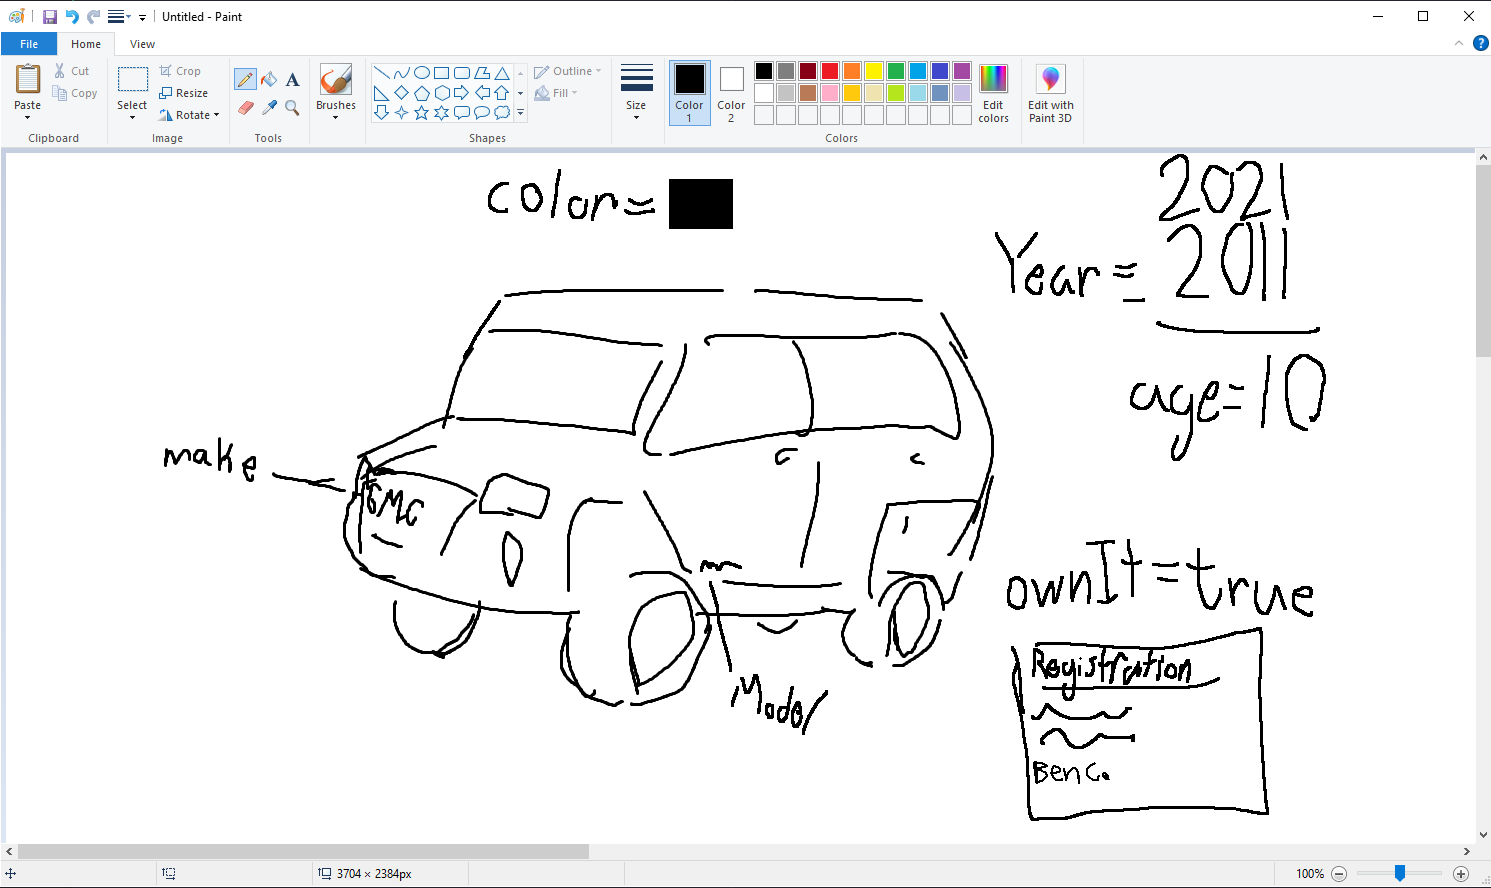 Untitled - Paint
File
Home
View
Paste
Cut
Copy
Clipboard
Select
Crop
Resize
Rotate
Image
A
Tools
Brushes
Shapes
Outline
Fill
Size
Color
1
Color
2
Edit
colors
Colors
Edit with
Paint 3D
color=
2021
Year = 2011
age=10
make
GMC
Model
ownIt=true
Registration
Ben C.
3704 × 2384px
100%